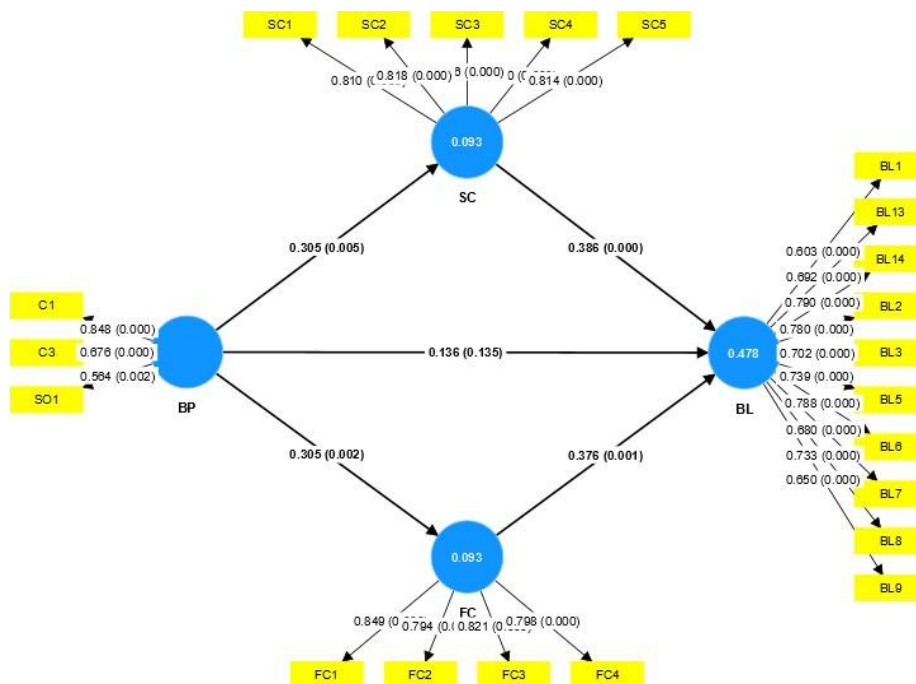 SC1 SC2 SC3 SC4 SC5
0.810 0.818 (0.000) (0.000) 0.814 (0.000)
0.093
SC
BL1
BL13
0.305 (0.005) 0.386 (0.000)
0.603 (0.000)
BL14
0.692 (0.000)
C1
0.790 (0.000)
BL2
0.848 (0.000)
0.780 (0.000)
C3 0.676 (0.000) 0.136 (0.135) 0.478 0.702 (0.000) BL3
0.564 (0.002)
0.739 (0.000)
SO1
BP BL
BL5
0.788 (0.000)
0.680 (0.000)
BL6
0.305 (0.002) 0.376 (0.001)
0.733 (0.000)
0.650 (0.000)
BL7
BL8
0.093
BL9
FC
0.849 0.794 0.821 0.798 (0.000)
FC1 FC2 FC3 FC4